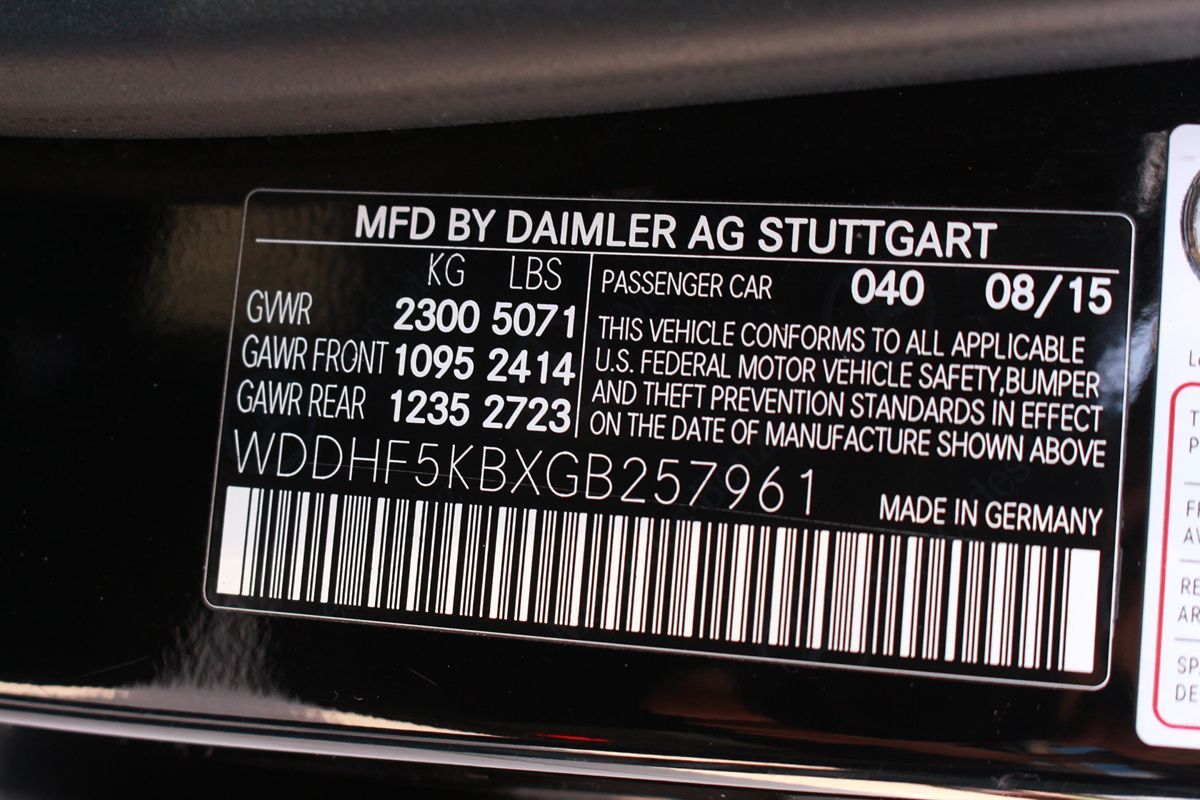 MFD BY DAIMLER AG STUTTGART
KG LBS
GVWR 2300 5071
GAWR FRONT 1095 2414
GAWR REAR 1235 2723
PASSENGER CAR 040 08/15
THIS VEHICLE CONFORMS TO ALL APPLICABLE
U.S. FEDERAL MOTOR VEHICLE SAFETY,BUMPER
AND THEFT PREVENTION STANDARDS IN EFFECT
ON THE DATE OF MANUFACTURE SHOWN ABOVE
WDDHF5KBXGB257961
MADE IN GERMANY